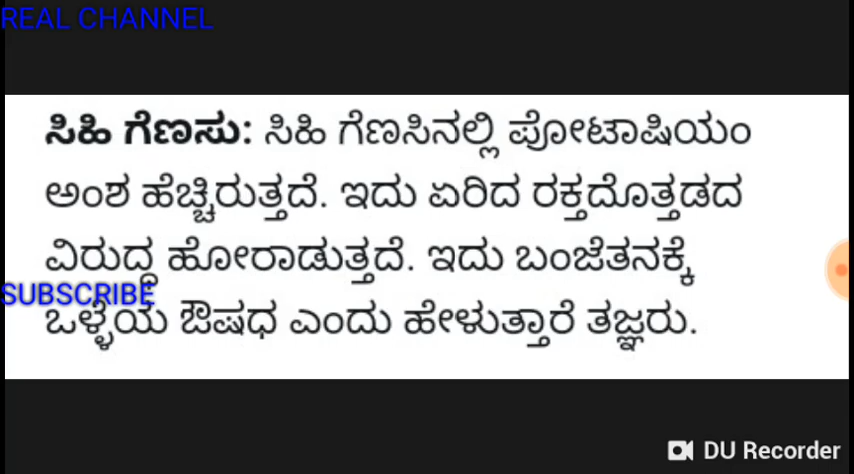 REAL CHANNEL
ಸಿಹಿ ಗೆಣಸು: ಸಿಹಿ ಗೆಣಸಿನಲ್ಲಿ ಪೋಟಾಷಿಯಂ
ಅಂಶ ಹೆಚ್ಚಿರುತ್ತದೆ. ಇದು ಏರಿದ ರಕ್ತದೊತ್ತಡದ
ವಿರುದ್ಧ ಹೋರಾಡುತ್ತದೆ. ಇದು ಬಂಜೆತನಕ್ಕೆ
SUBSCRIBE
ಒಳ್ಳೆಯ ಔಷಧ ಎಂದು ಹೇಳುತ್ತಾರೆ ತಜ್ಞರು.
DU Recorder